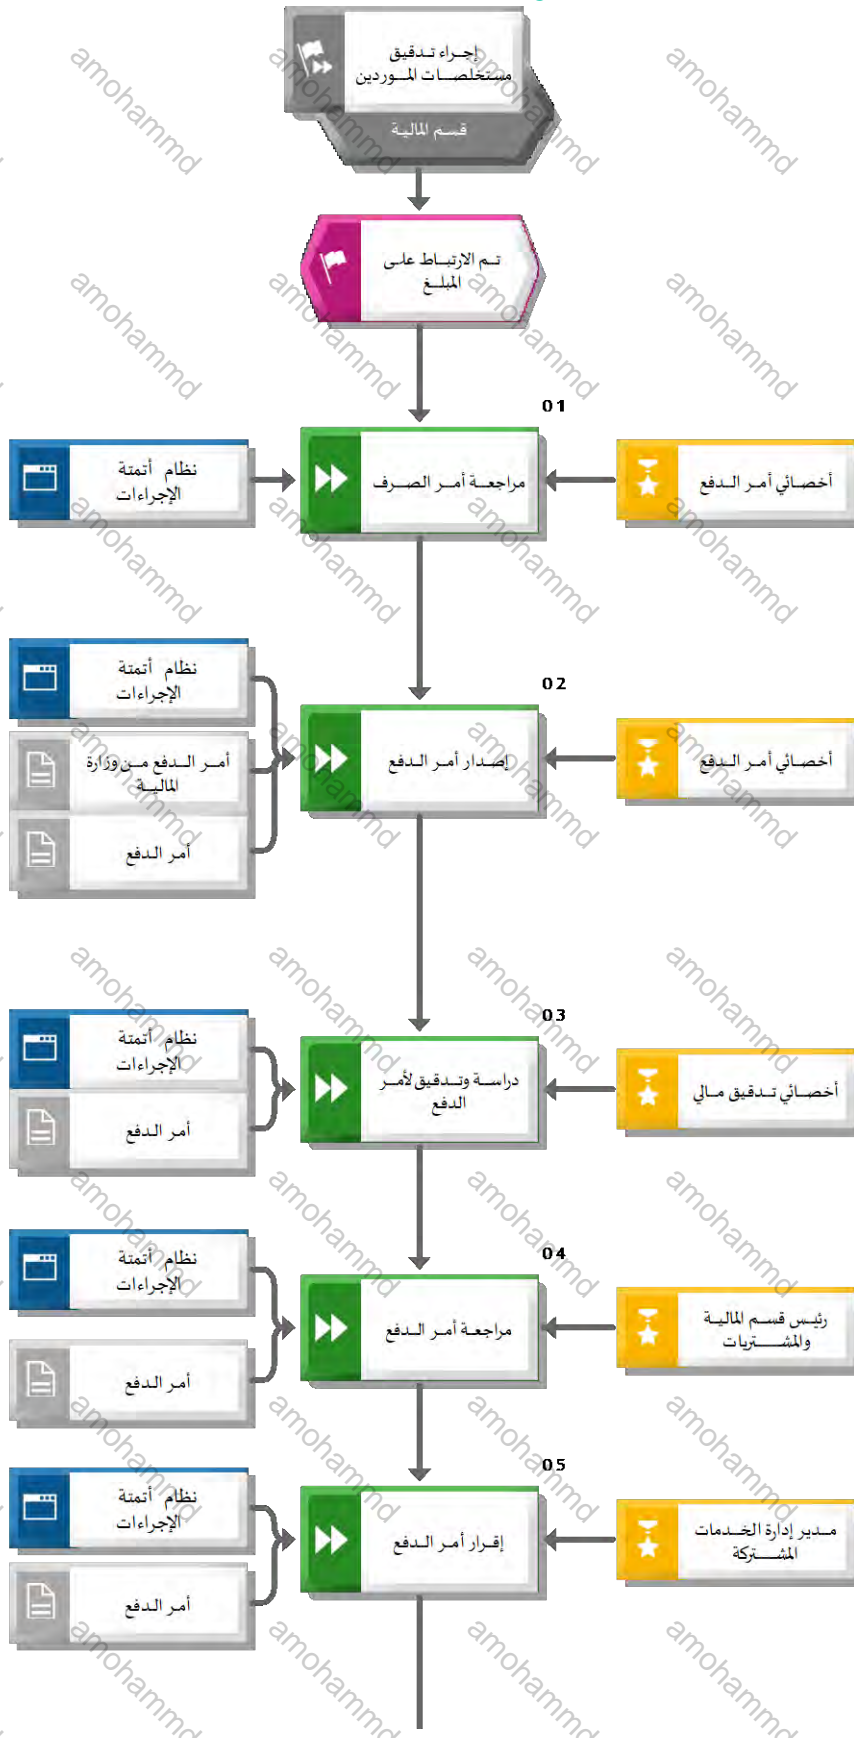 إجراء تدقيق
مستخلصات الموردين
قسم المالية
تم الارتباط على
المبلغ
01
أخصائي أمر الدفع
مراجعة أمر الصرف
نظام أتمتة
الإجراءات
02
أخصائي أمر الدفع
إصدار أمر الدفع
نظام أتمتة
الإجراءات
أمر الدفع من وزارة
المالية
أمر الدفع
03
أخصائي تدقيق مالي
دراسة وتدقيق لأمر
الدفع
نظام أتمتة
الإجراءات
أمر الدفع
04
رئيس قسم المالية
والمشتريات
مراجعة أمر الدفع
نظام أتمتة
الإجراءات
أمر الدفع
05
مدير إدارة الخدمات
المشتركة
إقرار أمر الدفع
نظام أتمتة
الإجراءات
أمر الدفع
amohammd